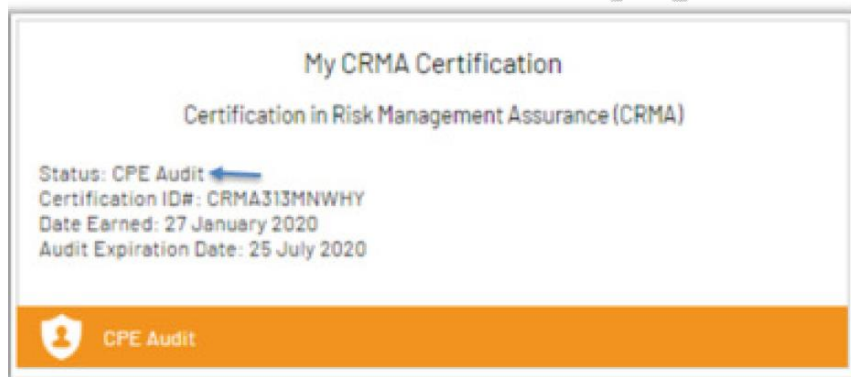 My CRMA Certification
Certification in Risk Management Assurance (CRMA)
Status: CPE Audit
Certification ID#: CRMA313MNWHY
Date Earned: 27 January 2020
Audit Expiration Date: 25 July 2020
CPE Audit